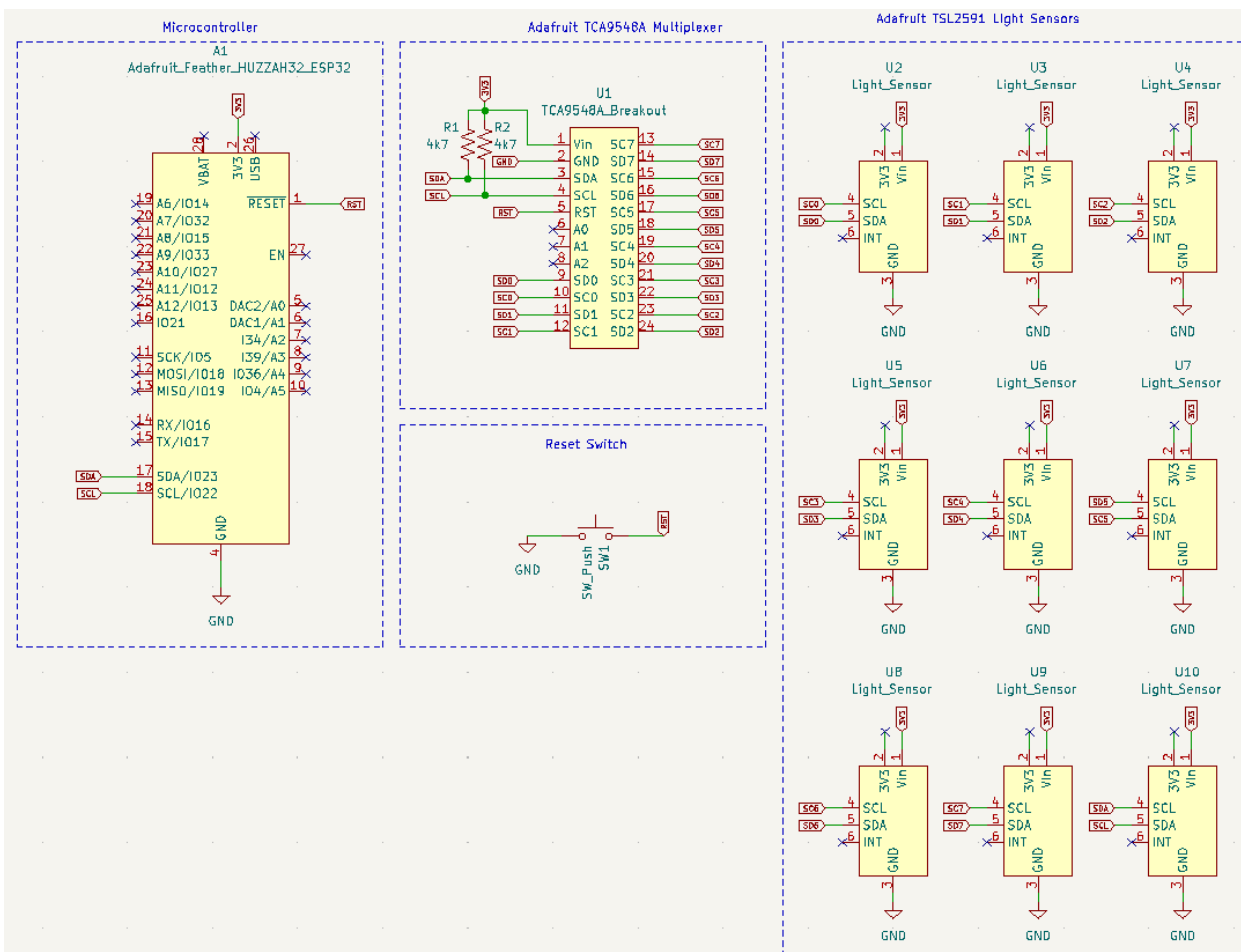 Microcontroller
A1
Adafruit_Feather_HUZZAH32_ESP32
3V3
28
2
26
VBAT
3V3
USB
RESET 1 RST
19 A6/IO14
20 A7/IO32
21 A8/IO15
22 A9/IO33
23 A10/IO27
24 A11/IO12
25 A12/IO13
16 IO21
EN 27
DAC2/A0 5
DAC1/A1 6
I34/A2 7
I39/A3 8
IO36/A4 9
IO4/A5 10
11 SCK/IO5
12 MOSI/IO18
13 MISO/IO19
14 RX/IO16
15 TX/IO17
SDA 17 SDA/IO23
SCL 18 SCL/IO22
GND
4
GND
Adafruit TCA9548A Multiplexer
3V3
U1
TCA9548A_Breakout
R1
4k7
R2
4k7
1 Vin SC7 13 SC7
GND 2 GND SD7 14 SD7
SDA 3 SDA SC6 15 SC6
SCL 4 SCL SD6 16 SD6
RST 5 RST SC5 17 SC5
6 A0 SD5 18 SD5
7 A1 SC4 19 SC4
8 A2 SD4 20 SD4
SD0 9 SD0 SC3 21 SC3
SC0 10 SC0 SD3 22 SD3
SD1 11 SD1 SC2 23 SC2
SC1 12 SC1 SD2 24 SD2
Reset Switch
RST
GND
SW_Push
SW1
Adafruit TSL2591 Light Sensors
U2
Light_Sensor
3V3
2 1
3V3 Vin
SC0 4 SCL
SD0 5 SDA
6 INT
GND
3
GND
U3
Light_Sensor
3V3
2 1
3V3 Vin
SC1 4 SCL
SD1 5 SDA
6 INT
GND
3
GND
U4
Light_Sensor
3V3
2 1
3V3 Vin
SC2 4 SCL
SD2 5 SDA
6 INT
GND
3
GND
U5
Light_Sensor
3V3
2 1
3V3 Vin
SC3 4 SCL
SD3 5 SDA
6 INT
GND
3
GND
U6
Light_Sensor
3V3
2 1
3V3 Vin
SC4 4 SCL
SD4 5 SDA
6 INT
GND
3
GND
U7
Light_Sensor
3V3
2 1
3V3 Vin
SD5 4 SCL
SC5 5 SDA
6 INT
GND
3
GND
U8
Light_Sensor
3V3
2 1
3V3 Vin
SC6 4 SCL
SD6 5 SDA
6 INT
GND
3
GND
U9
Light_Sensor
3V3
2 1
3V3 Vin
SC7 4 SCL
SD7 5 SDA
6 INT
GND
3
GND
U10
Light_Sensor
3V3
2 1
3V3 Vin
SDA 4 SCL
SCL 5 SDA
6 INT
GND
3
GND